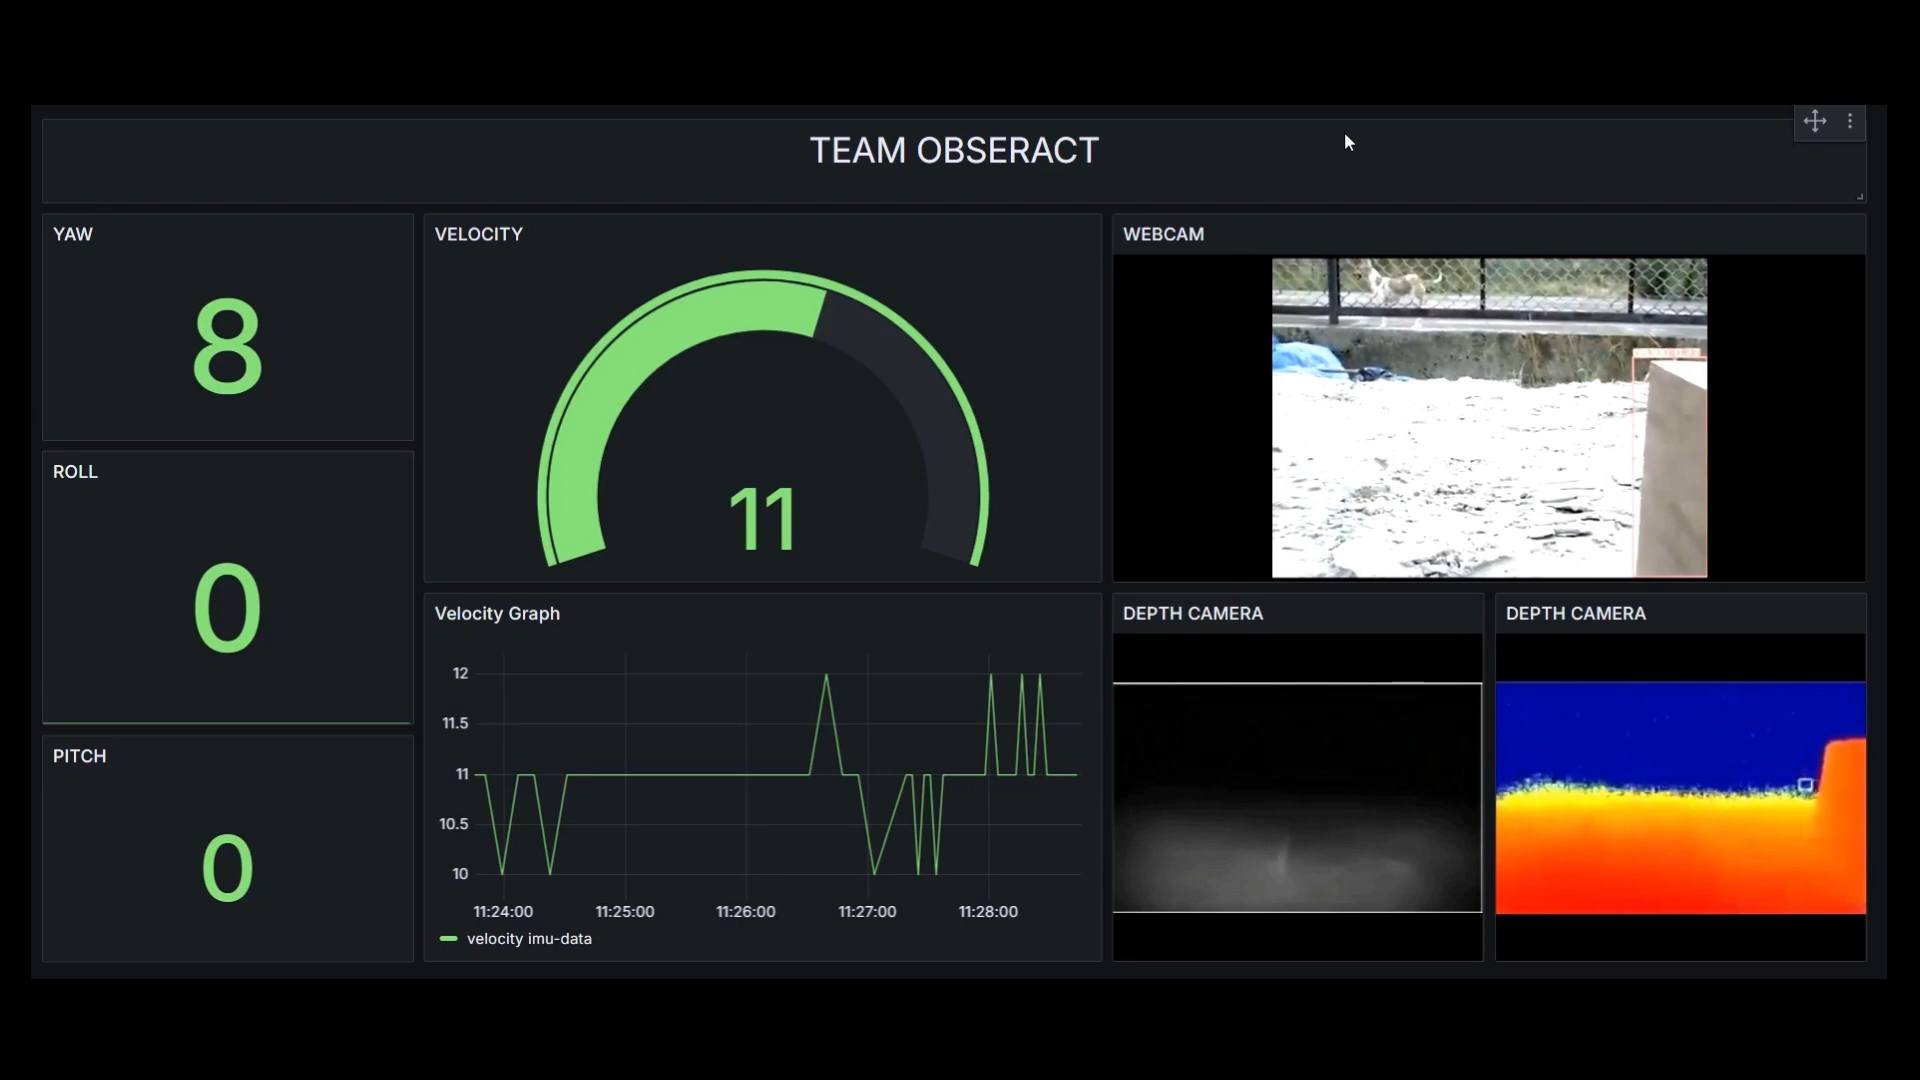 TEAM OBSERACT
YAW
8
ROLL
0
PITCH
0
VELOCITY
11
Velocity Graph
12
11.5
11
10.5
10
11:24:00 11:25:00 11:26:00 11:27:00 11:28:00
velocity imu-data
WEBCAM
DEPTH CAMERA
DEPTH CAMERA